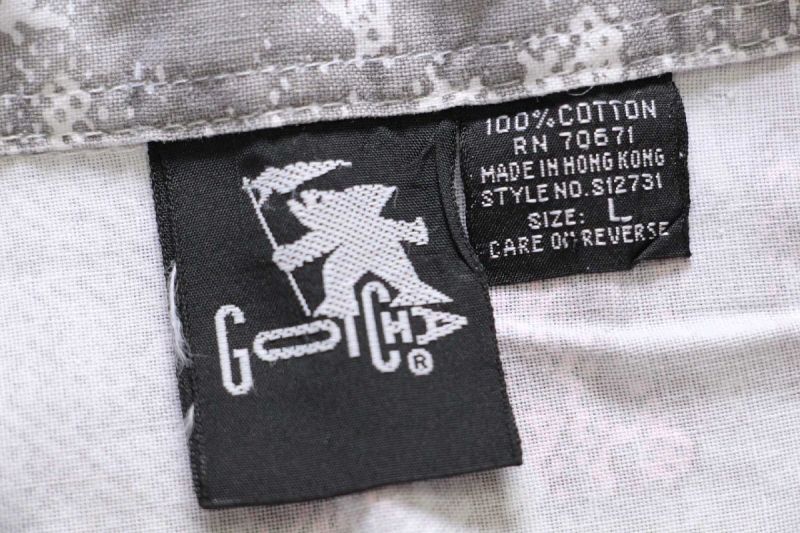 GOTCHA®
100% COTTON
RN 70671
MADE IN HONG KONG
STYLE NO. S12731
SIZE: L
CARE ON REVERSE